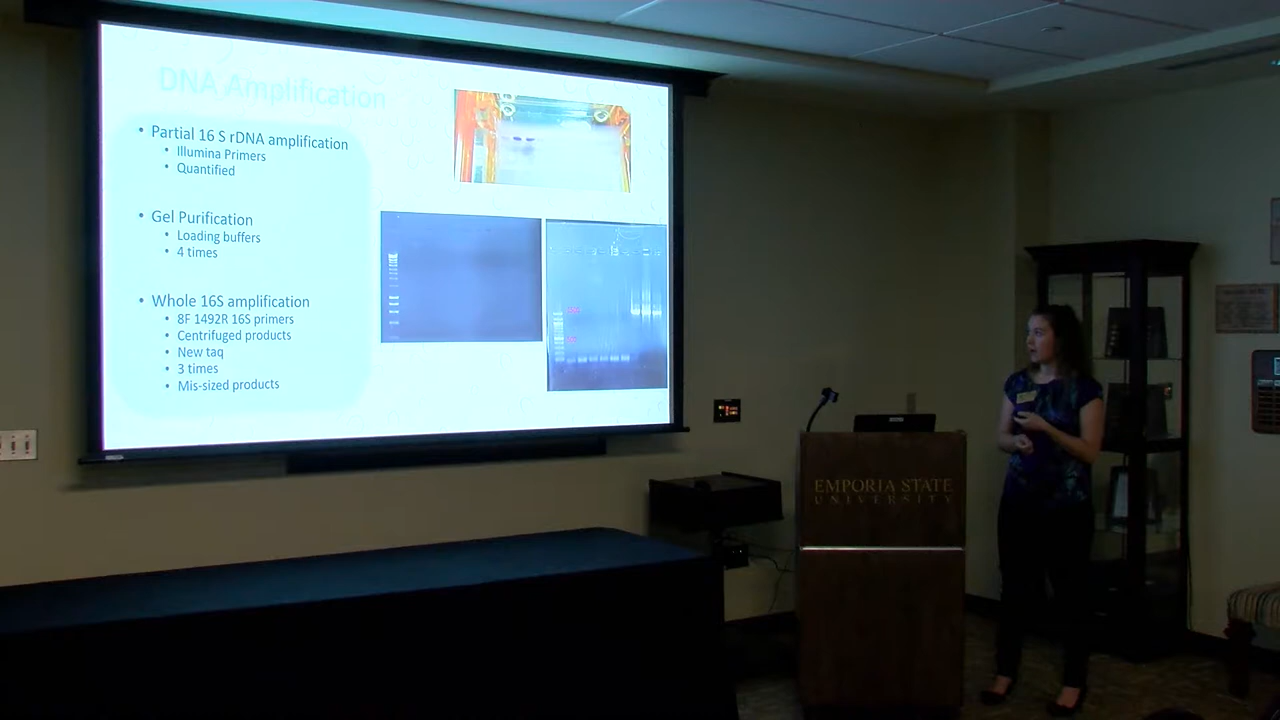 DNA Amplification
• Partial 16 S rDNA amplification
• Illumina Primers
• Quantified
• Gel Purification
• Loading buffers
• 4 times
• Whole 16S amplification
• 8F 1492R 16S primers
• Centrifuged products
• New taq
• 3 times
• Mis-sized products
EMPORIA STATE
UNIVERSITY